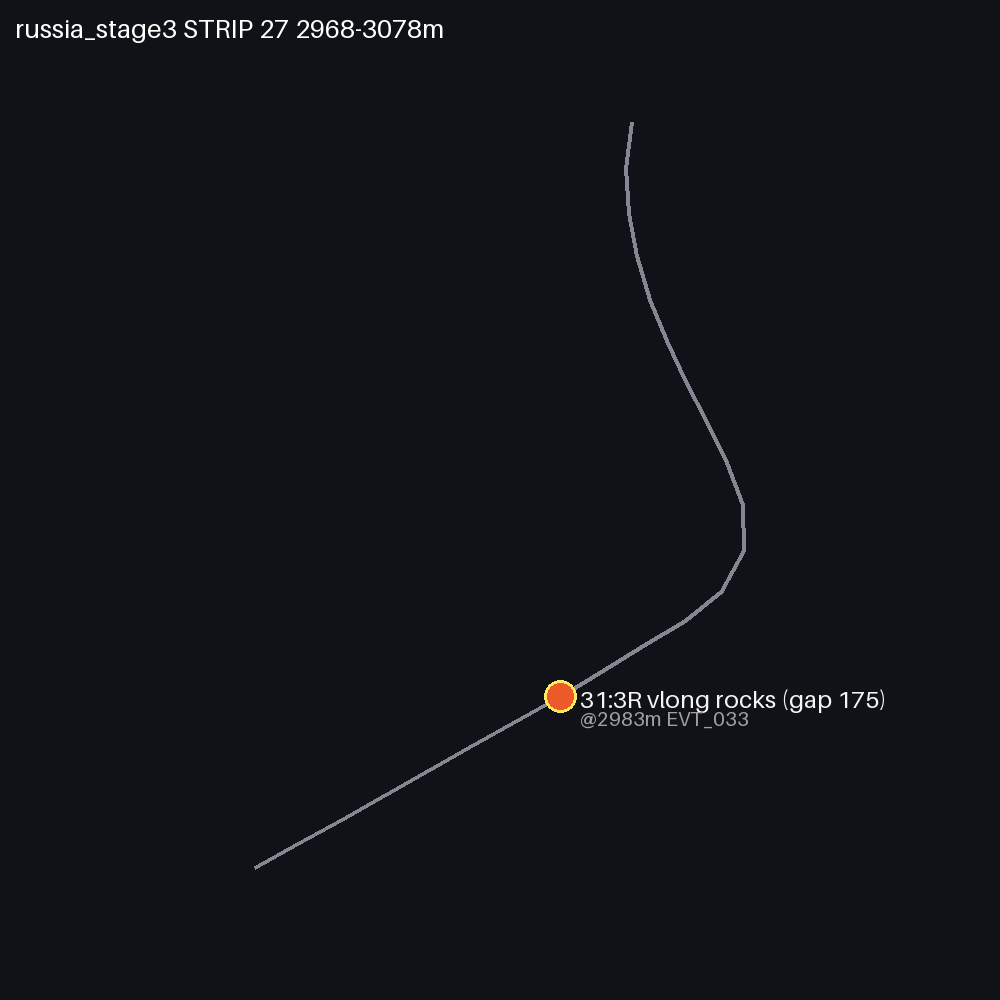 russia_stage3 STRIP 27 2968-3078m
31:3R vlong rocks (gap 175)
@2983m EVT_033